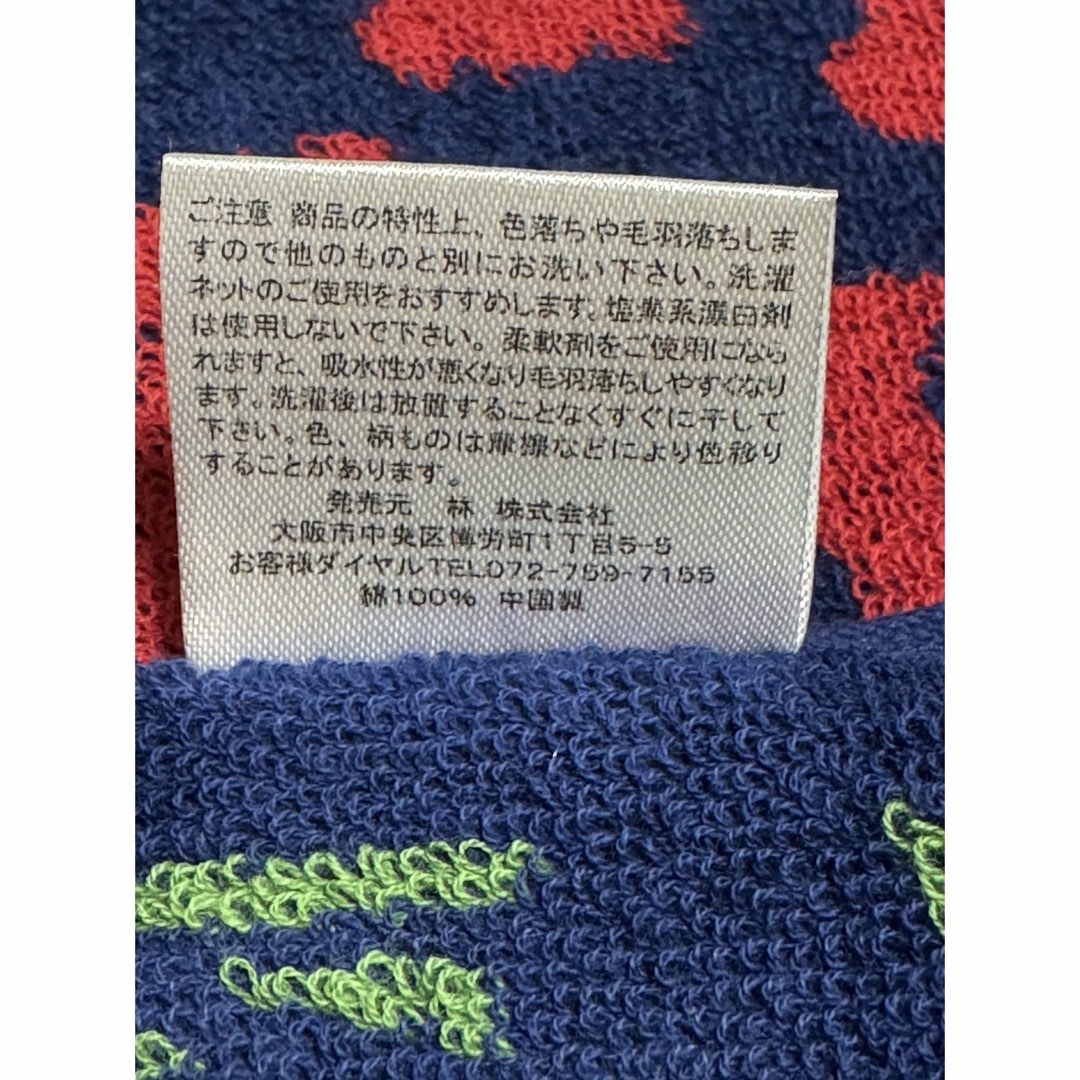 ご注意 商品の特性上、色落ちや毛羽落ちしま
すので他のものと別にお洗い下さい。洗濯
ネットのご使用をおすすめします。塩素系漂白剤
は使用しないで下さい。柔軟剤をご使用になら
れますと、吸水性が悪くなり毛羽落ちしやすくなり
ます。洗濯後は放置することなくすぐに干して
下さい。色、柄ものは摩擦などにより色移り
することがあります。
発売元 林 株式会社
大阪市中央区博労町1丁目5-5
お客様ダイヤルTEL072-759-7155
綿100% 中国製